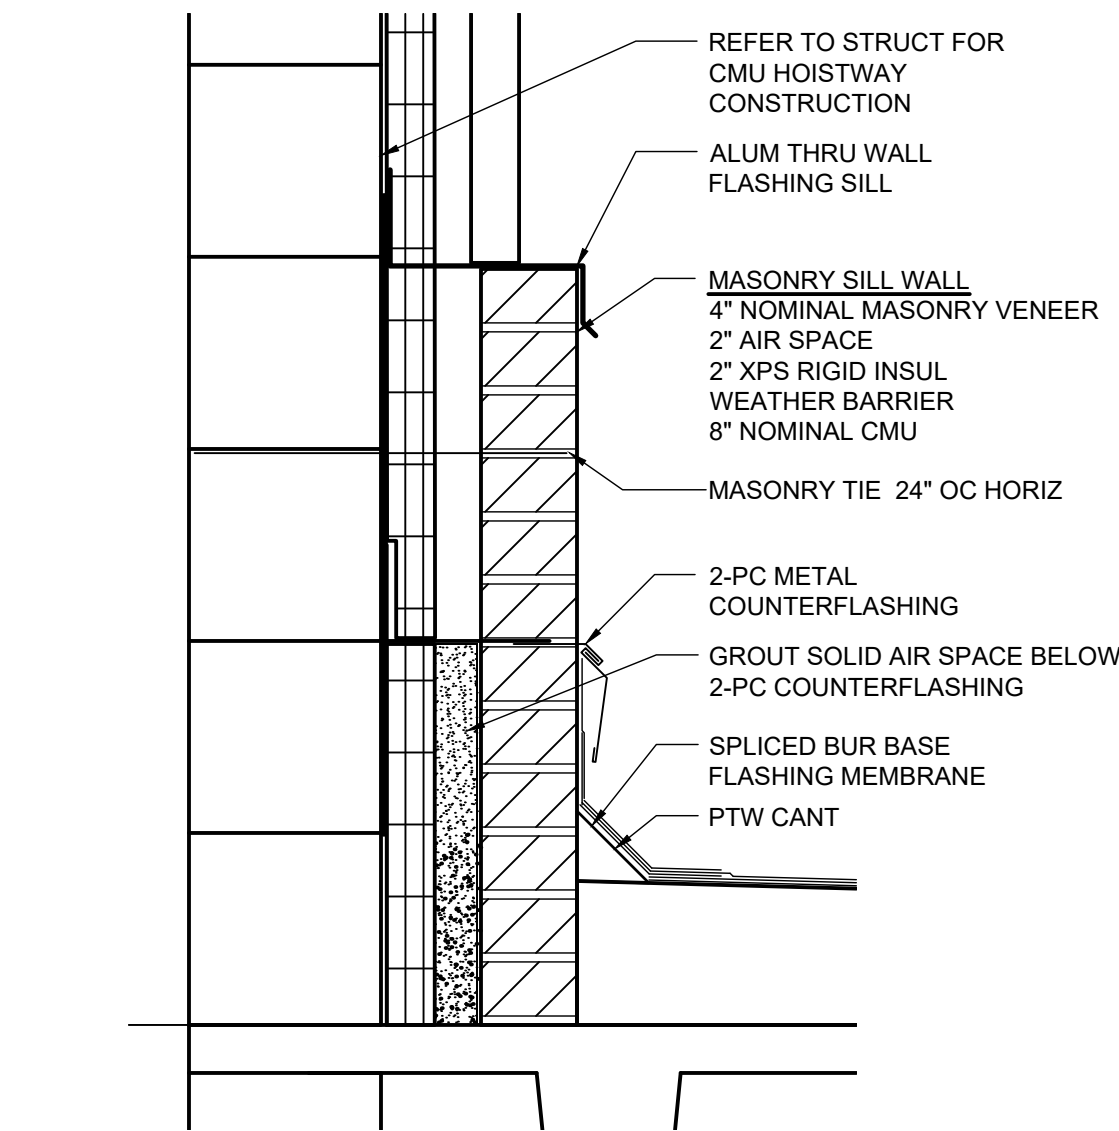 REFER TO STRUCT FOR
CMU HOISTWAY
CONSTRUCTION
ALUM THRU WALL
FLASHING SILL
MASONRY SILL WALL
4" NOMINAL MASONRY VENEER
2" AIR SPACE
2" XPS RIGID INSUL
WEATHER BARRIER
8" NOMINAL CMU
MASONRY TIE  24" OC HORIZ
2-PC METAL
COUNTERFLASHING
GROUT SOLID AIR SPACE BELOW
2-PC COUNTERFLASHING
SPLICED BUR BASE
FLASHING MEMBRANE
PTW CANT